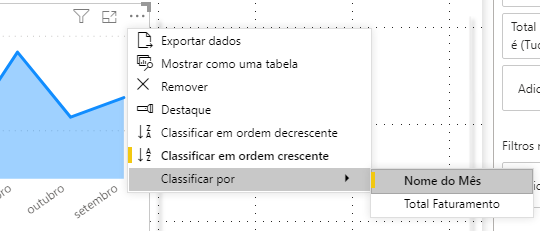 Exportar dados
Mostrar como uma tabela
Remover
Destaque
Classificar em ordem decrescente
Classificar em ordem crescente
Classificar por
Nome do Mês
Total Faturamento
outubro
setembro
Total
é (Tud
Adic
Filtros n